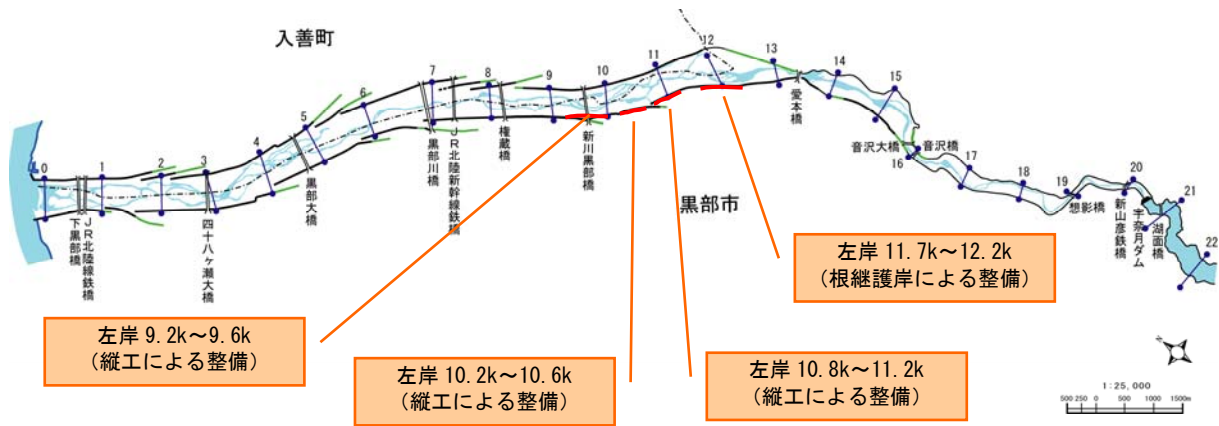 入善町
黒部市
0
1
2
3
4
5
6
7
8
9
10
11
12
13
14
15
16
17
18
19
20
21
22
下黒部橋
JR北陸線鉄橋
四十八ヶ瀬大橋
黒部大橋
黒部川橋
JR北陸新幹線鉄橋
権蔵橋
新川黒部橋
愛本橋
音沢大橋
音沢橋
想影橋
新山彦鉄橋
宇奈月ダム
湖面橋
左岸 9.2k～9.6k
（縦工による整備）
左岸 10.2k～10.6k
（縦工による整備）
左岸 10.8k～11.2k
（縦工による整備）
左岸 11.7k～12.2k
（根継護岸による整備）
N
1:25,000
500 250 0 500 1000 1500m